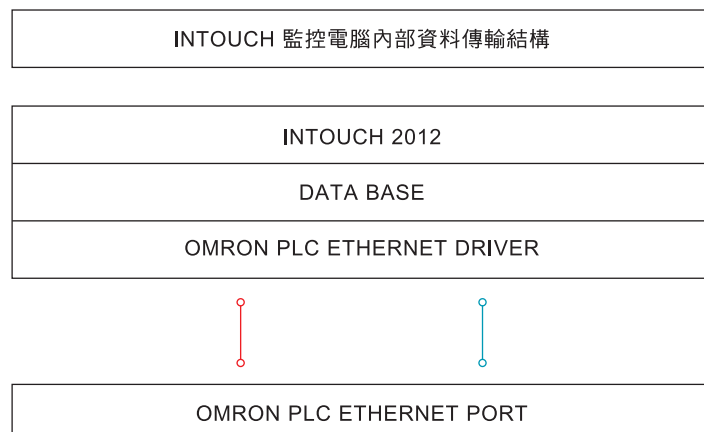 INTOUCH 監控電腦內部資料傳輸結構
INTOUCH 2012
DATA BASE
OMRON PLC ETHERNET DRIVER
OMRON PLC ETHERNET PORT